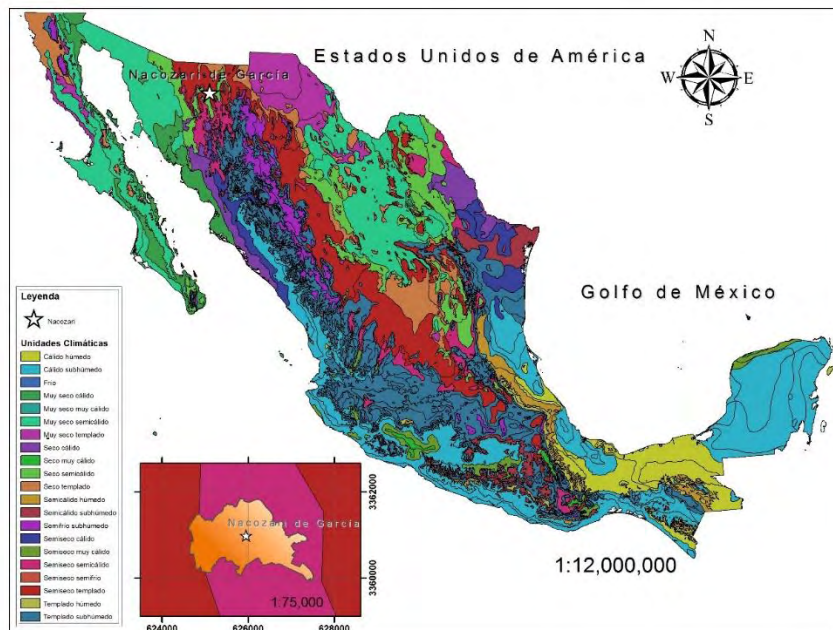 Estados Unidos de América
Nacozari de García
N
W E
S
Golfo de México
Leyenda
Nacozari
Unidades Climáticas
Cálido húmedo
Cálido subhúmedo
Frío
Muy seco cálido
Muy seco muy cálido
Muy seco semicálido
Muy seco templado
Seco cálido
Seco muy cálido
Seco semicálido
Seco templado
Semicálido húmedo
Semicálido subhúmedo
Semifrío subhúmedo
Semiseco cálido
Semiseco muy cálido
Semiseco semicálido
Semiseco semifrío
Semiseco templado
Templado húmedo
Templado subhúmedo
Nacozari de García
1:75,000
3362000
3360000
624000 626000 628000
1:12,000,000